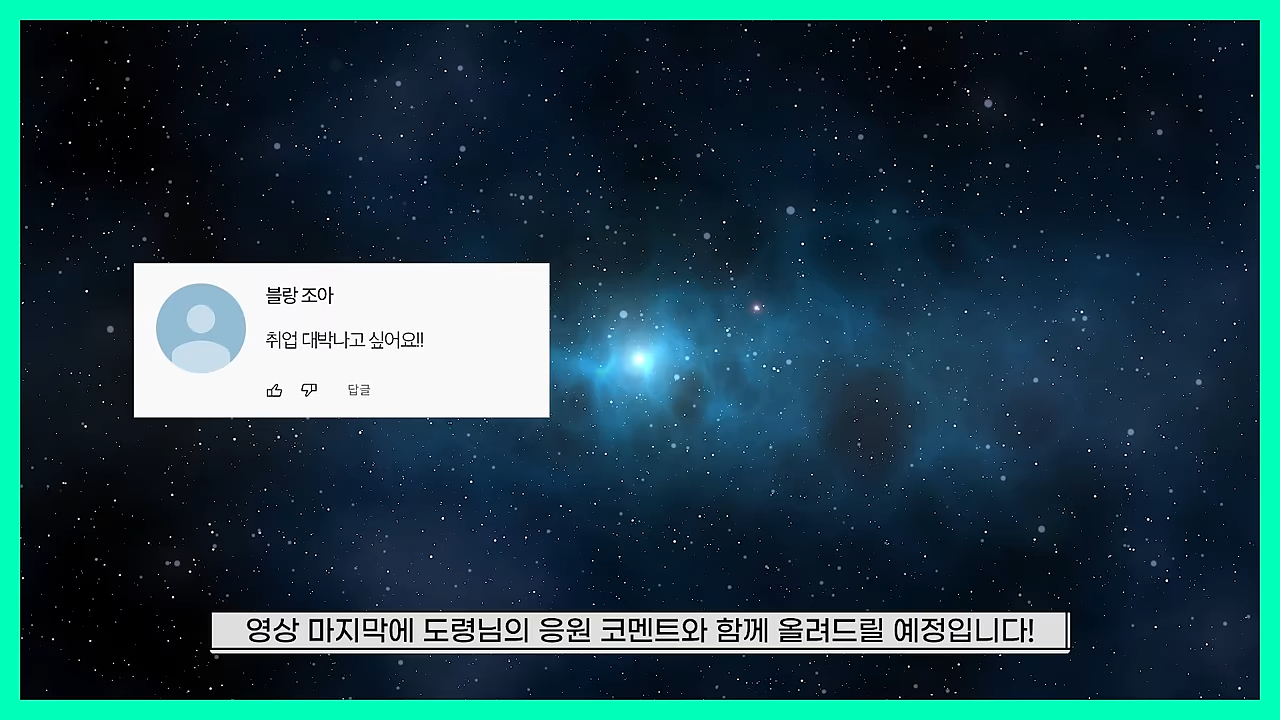 블랑 조아
취업 대박나고 싶어요!!
답글
영상 마지막에 도령님의 응원 코멘트와 함께 올려드릴 예정입니다!